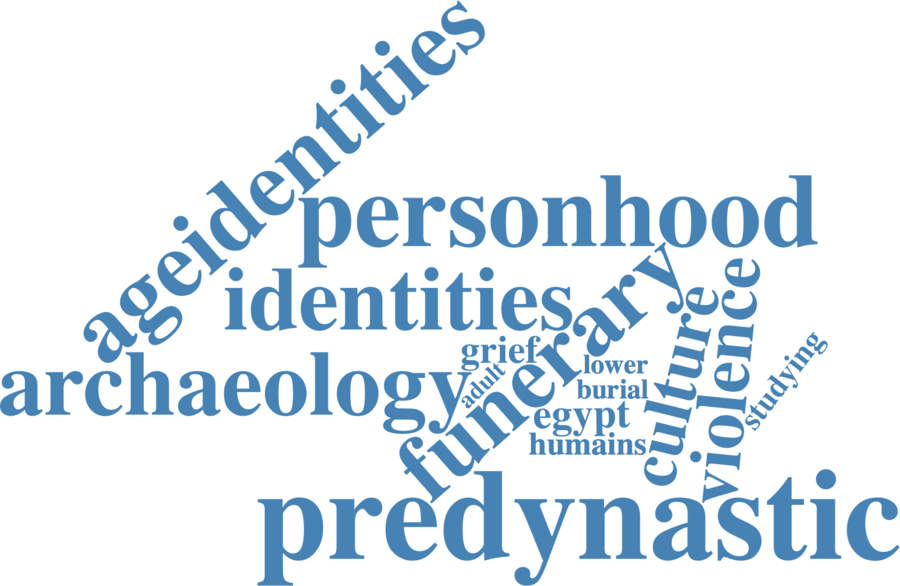 ageidentities
personhood
identities
archaeology
funerary
grief
adult
lower
burial
egypt
humains
culture
violence
studying
predynastic